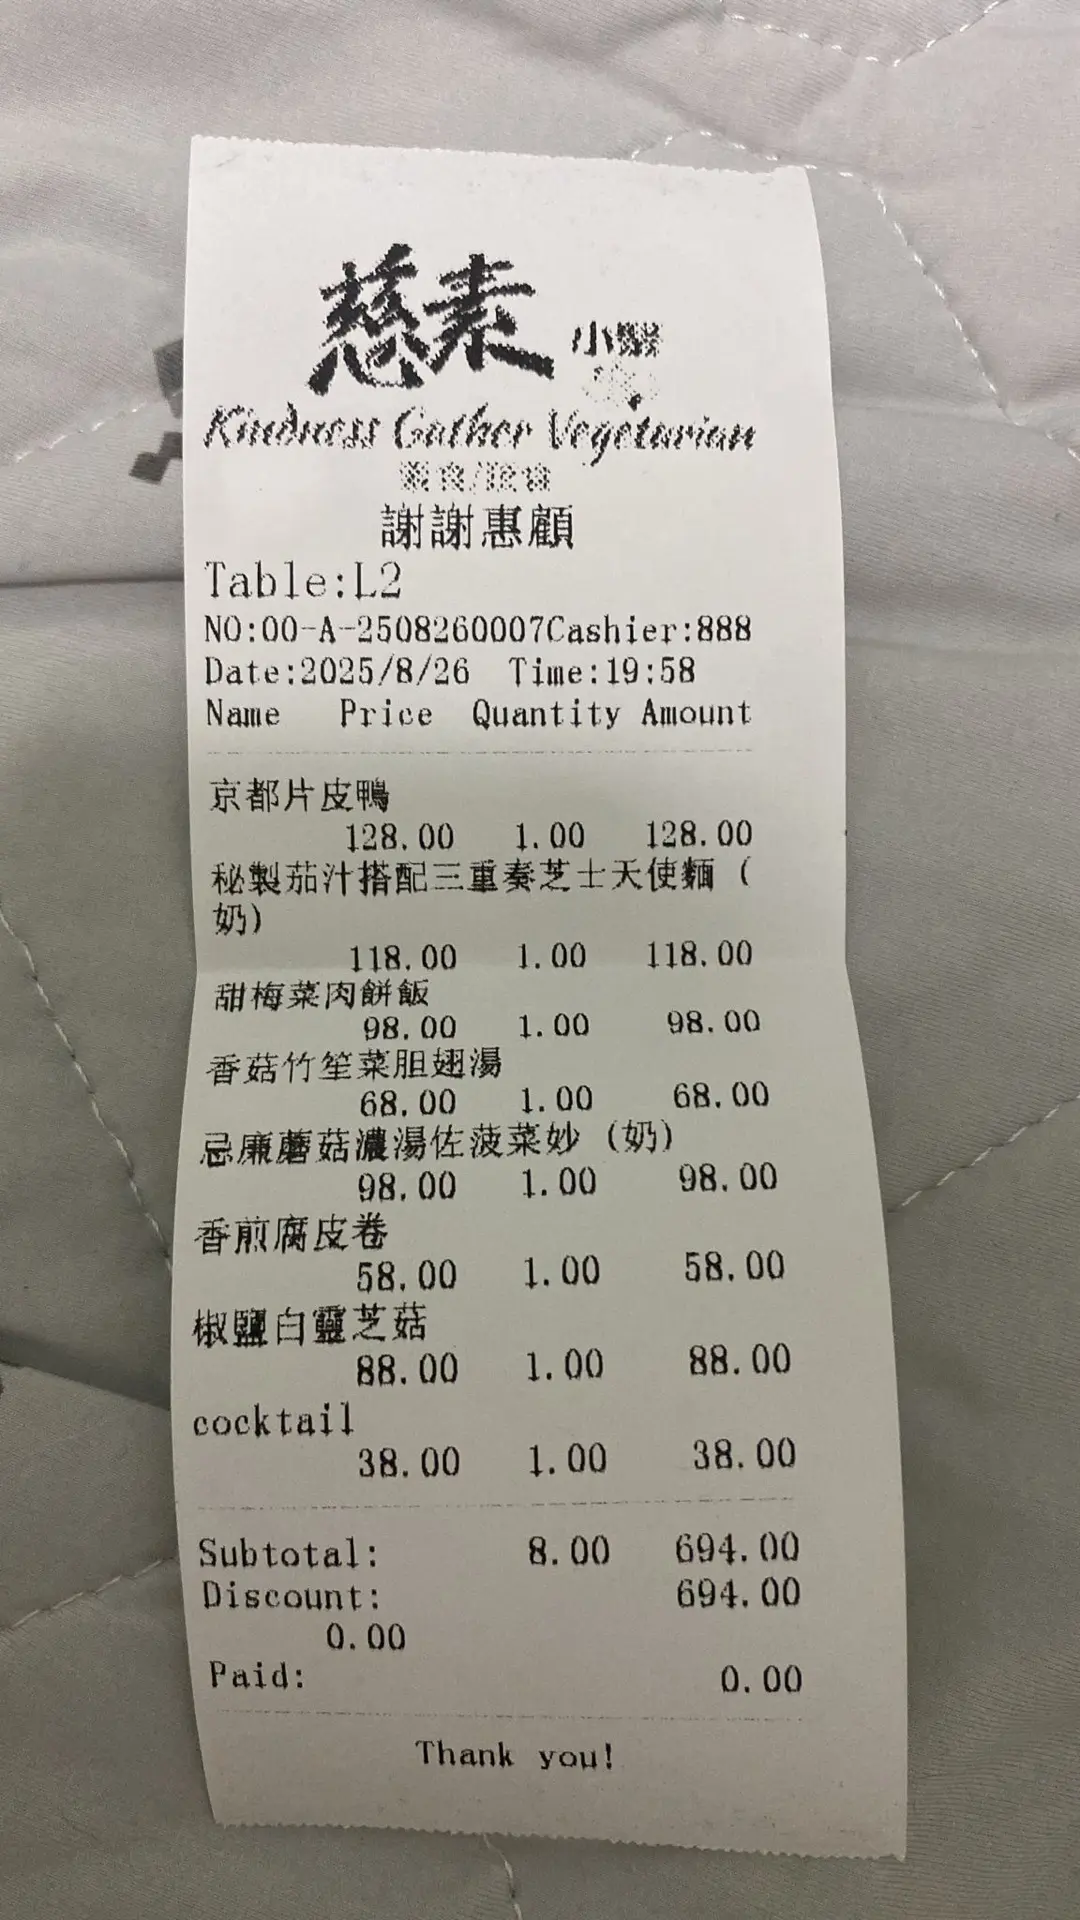 慈素 小
Kindness Gather Vegetarian
謝謝惠顧
Table:L2
NO:00-A-2508260007Cashier:888
Date:2025/8/26 Time:19:58
Name Price Quantity Amount
京都片皮鴨
128.00 1.00 128.00
秘製茄汁搭配三重奏芝士天使麵 (
奶)
118.00 1.00 118.00
甜梅菜肉餅飯
98.00 1.00 98.00
香菇竹笙菜胆翅湯
68.00 1.00 68.00
忌廉蘑菇濃湯佐菠菜妙 (奶)
98.00 1.00 98.00
香煎腐皮卷
58.00 1.00 58.00
椒鹽白靈芝菇
88.00 1.00 88.00
cocktail
38.00 1.00 38.00
Subtotal: 8.00 694.00
Discount: 694.00
0.00
Paid: 0.00
Thank you!